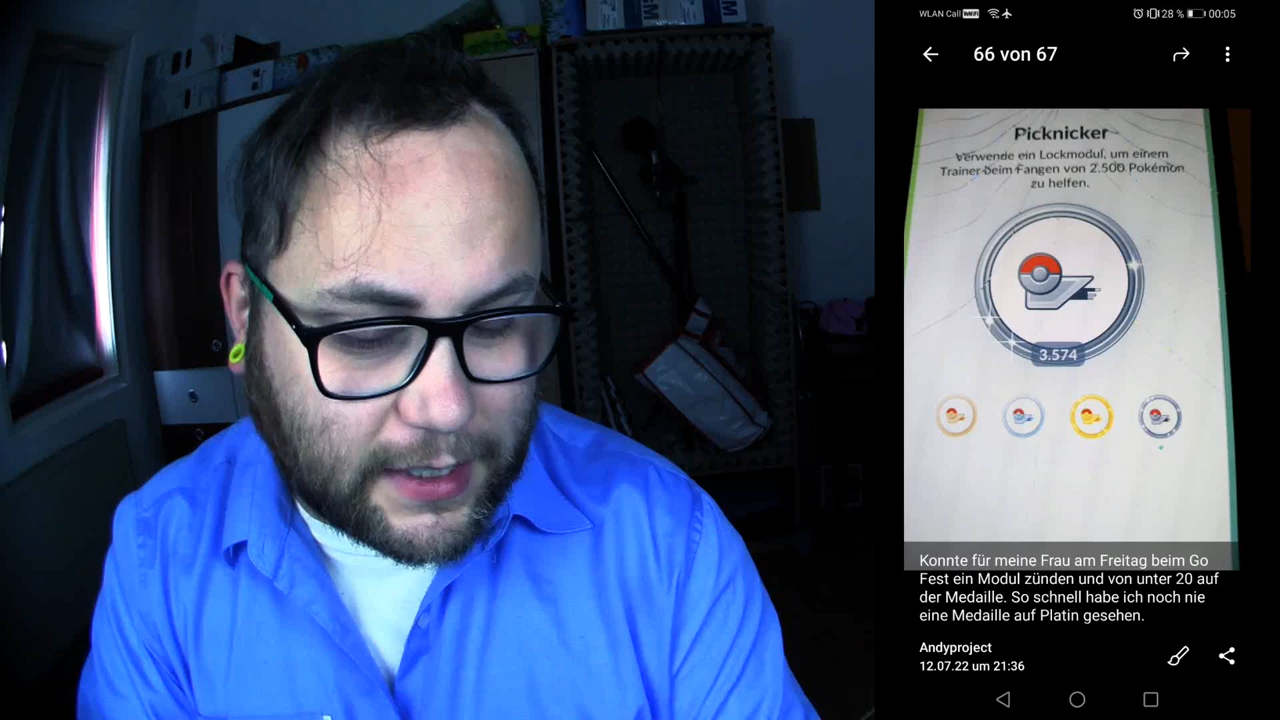 WLAN Call VoWiFi 28 % 00:05
66 von 67
Picknicker
Verwende ein Lockmodul, um einem
Trainer beim Fangen von 2.500 Pokémon
zu helfen.
3.574
Konnte für meine Frau am Freitag beim Go
Fest ein Modul zünden und von unter 20 auf
der Medaille. So schnell habe ich noch nie
eine Medaille auf Platin gesehen.
Andyproject
12.07.22 um 21:36